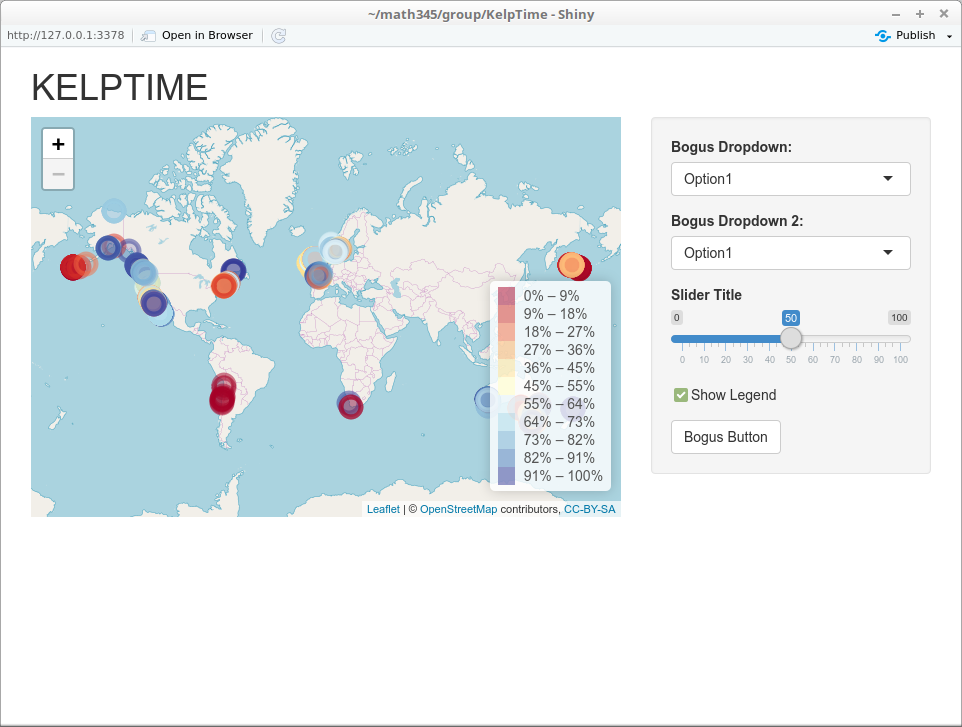 ~/math345/group/KelpTime - Shiny
http://127.0.0.1:3378 Open in Browser Publish
KELPTIME
+
−
0% – 9%
9% – 18%
18% – 27%
27% – 36%
36% – 45%
45% – 55%
55% – 64%
64% – 73%
73% – 82%
82% – 91%
91% – 100%
Leaflet | © OpenStreetMap contributors, CC-BY-SA
Bogus Dropdown:
Option1
Bogus Dropdown 2:
Option1
Slider Title
0 50 100
0 10 20 30 40 50 60 70 80 90 100
Show Legend
Bogus Button